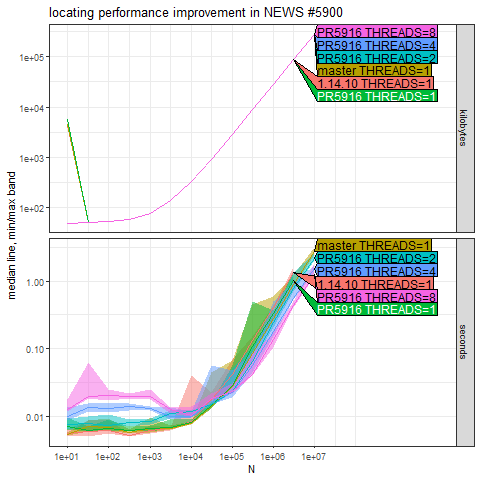 locating performance improvement in NEWS #5900
PR5916 THREADS=8
PR5916 THREADS=4
PR5916 THREADS=2
master THREADS=1
1.14.10 THREADS=1
PR5916 THREADS=1
1e+05
1e+04
1e+03
1e+02
kilobytes
master THREADS=1
PR5916 THREADS=2
PR5916 THREADS=4
1.14.10 THREADS=1
PR5916 THREADS=8
PR5916 THREADS=1
1.00
0.10
0.01
seconds
median line, min/max band
1e+01 1e+02 1e+03 1e+04 1e+05 1e+06 1e+07
N